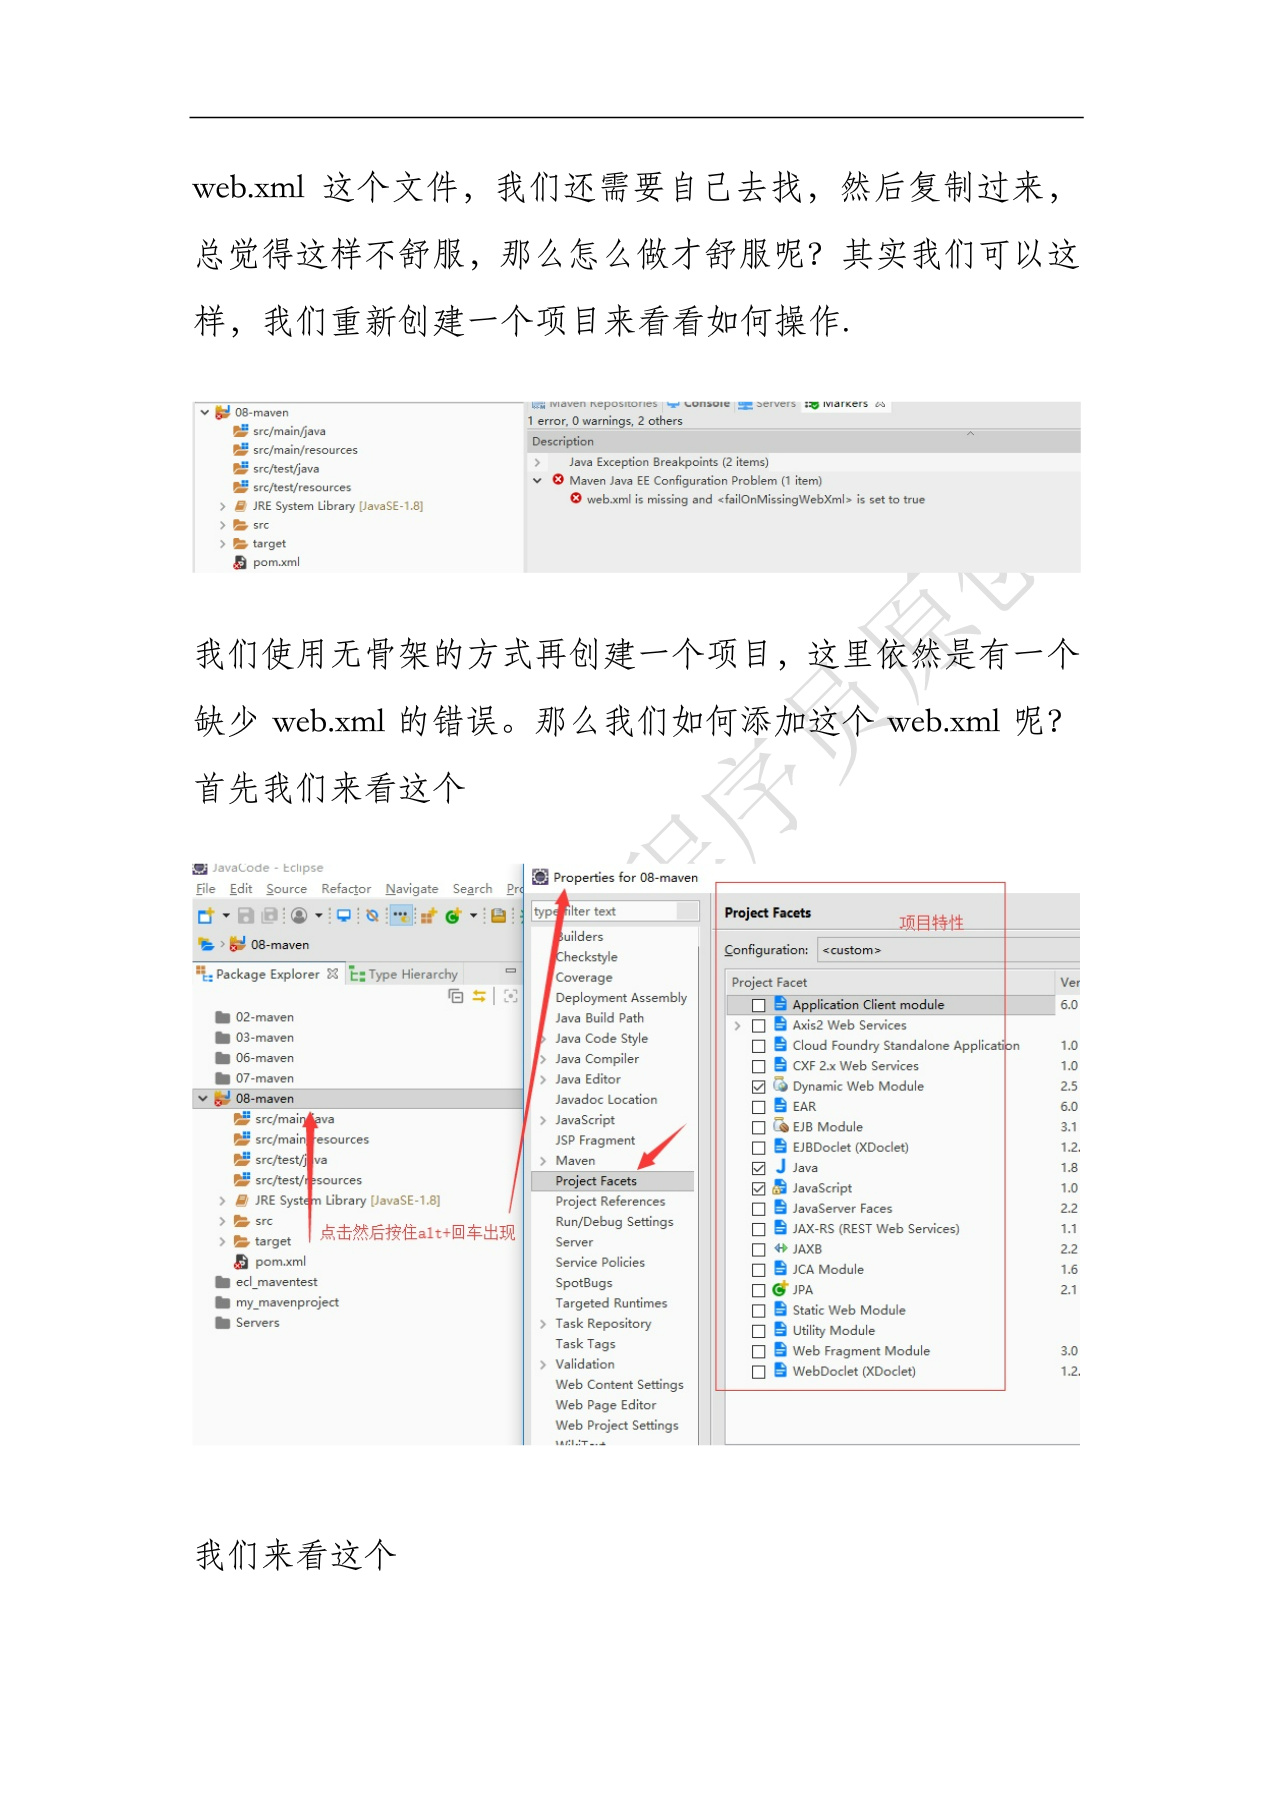 web.xml 这个文件，我们还需要自己去找，然后复制过来，
总觉得这样不舒服，那么怎么做才舒服呢？其实我们可以这
样，我们重新创建一个项目来看看如何操作.
08-maven
src/main/java
src/main/resources
src/test/java
src/test/resources
JRE System Library [JavaSE-1.8]
src
target
pom.xml
Maven Repositories Console Servers Markers
1 error, 0 warnings, 2 others
Description
Java Exception Breakpoints (2 items)
Maven Java EE Configuration Problem (1 item)
web.xml is missing and <failOnMissingWebXml> is set to true
我们使用无骨架的方式再创建一个项目，这里依然是有一个
缺少 web.xml 的错误。那么我们如何添加这个 web.xml 呢？
首先我们来看这个
程序员原创
JavaCode - Eclipse
File Edit Source Refactor Navigate Search
08-maven
Package Explorer Type Hierarchy
02-maven
03-maven
06-maven
07-maven
08-maven
src/main/java
src/main/resources
src/test/java
src/test/resources
JRE System Library [JavaSE-1.8]
src
target
pom.xml
ecl_maventest
my_mavenproject
Servers
点击然后按住alt+回车出现
Properties for 08-maven
type filter text
Builders
Checkstyle
Coverage
Deployment Assembly
Java Build Path
Java Code Style
Java Compiler
Java Editor
Javadoc Location
JavaScript
JSP Fragment
Maven
Project Facets
Project References
Run/Debug Settings
Server
Service Policies
SpotBugs
Targeted Runtimes
Task Repository
Task Tags
Validation
Web Content Settings
Web Page Editor
Web Project Settings
WikiText
Project Facets
项目特性
Configuration: <custom>
Project Facet Ver
Application Client module 6.0
Axis2 Web Services
Cloud Foundry Standalone Application 1.0
CXF 2.x Web Services 1.0
Dynamic Web Module 2.5
EAR 6.0
EJB Module 3.1
EJBDoclet (XDoclet) 1.2.
Java 1.8
JavaScript 1.0
JavaServer Faces 2.2
JAX-RS (REST Web Services) 1.1
JAXB 2.2
JCA Module 1.6
JPA 2.1
Static Web Module
Utility Module
Web Fragment Module 3.0
WebDoclet (XDoclet) 1.2.
我们来看这个